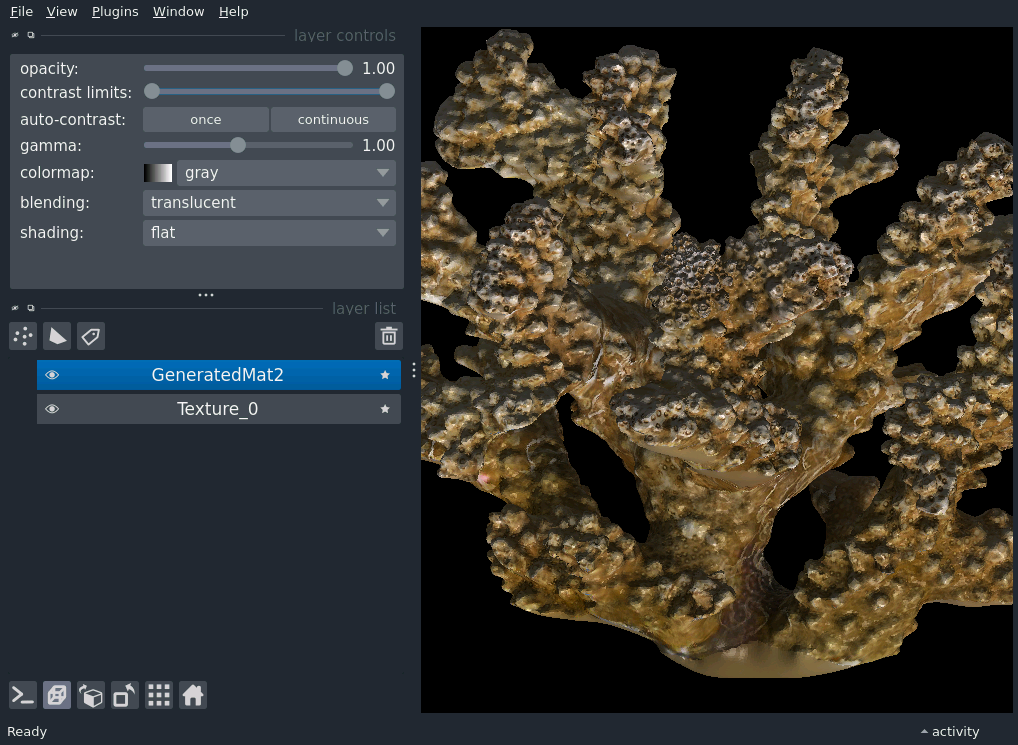 File View Plugins Window Help
layer controls
opacity: 1.00
contrast limits:
auto-contrast: once continuous
gamma: 1.00
colormap: gray
blending: translucent
shading: flat
layer list
GeneratedMat2
Texture_0
Ready
activity